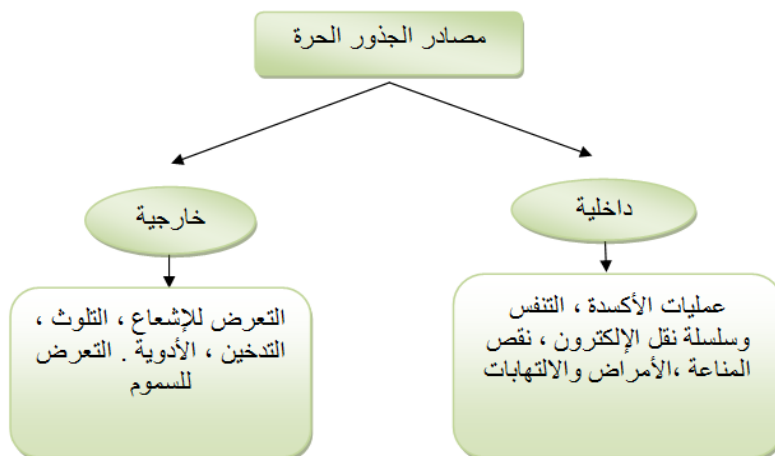 مصادر الجذور الحرة
داخلية
عمليات الأكسدة ، التنفس
وسلسلة نقل الإلكترون ، نقص
المناعة ،الأمراض والالتهابات
خارجية
التعرض للإشعاع ، التلوث ،
التدخين ، الأدوية . التعرض
للسموم